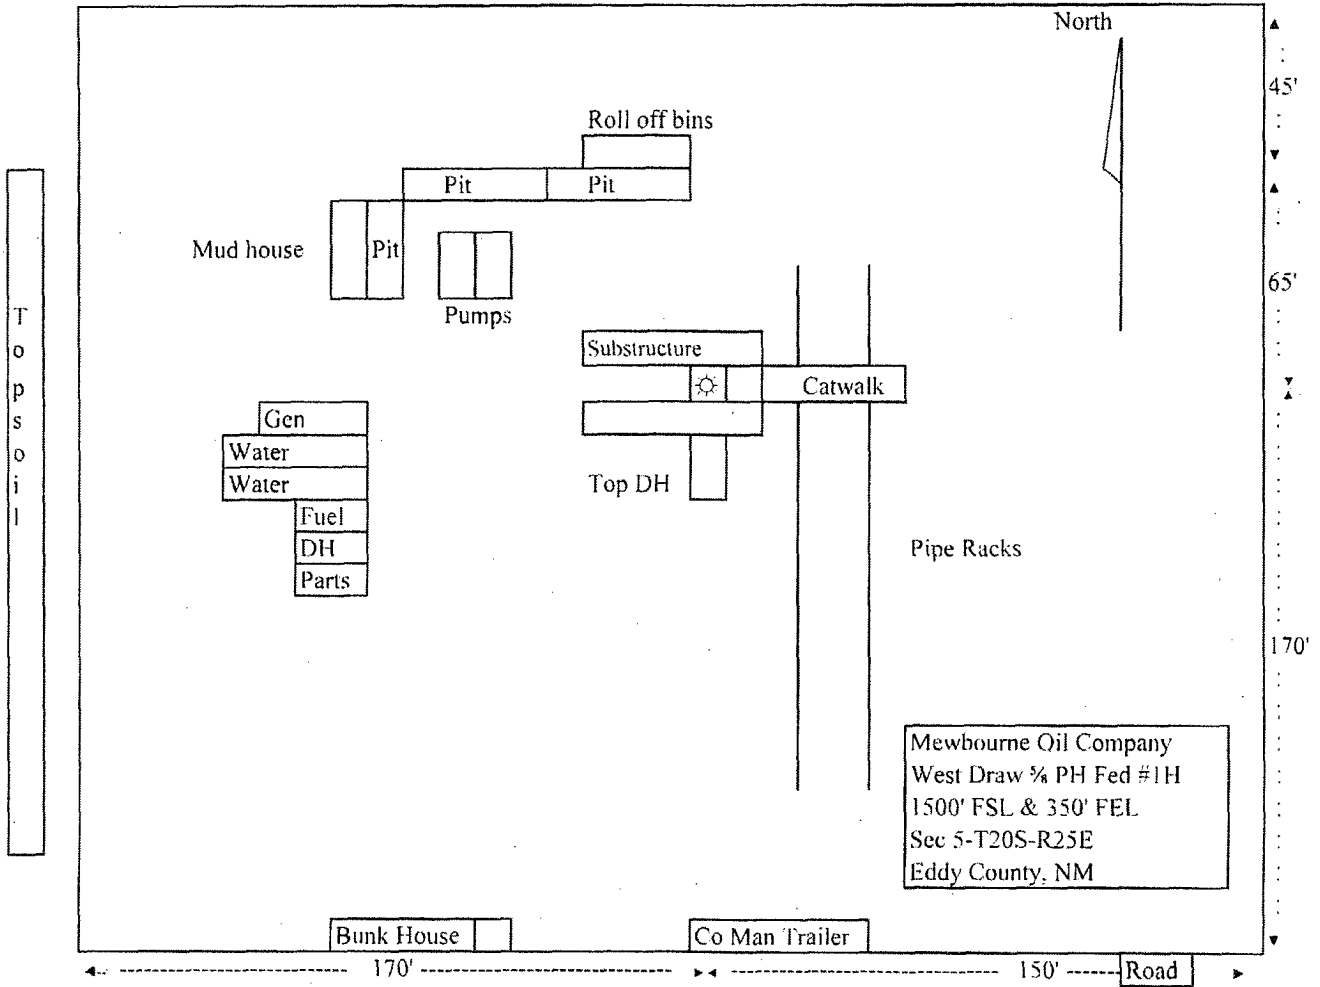 North
45'
Roll off bins
Pit
Pit
Mud house
Pit
65'
Topsoil
Pumps
Substructure
Catwalk
Gen
Water
Water
Top DH
Fuel
DH
Pipe Racks
Parts
170'
Mewbourne Oil Company
West Draw ⅝ PH Fed #1H
1500' FSL & 350' FEL
Sec 5-T20S-R25E
Eddy County, NM
Bunk House
Co Man Trailer
170'
150'
Road